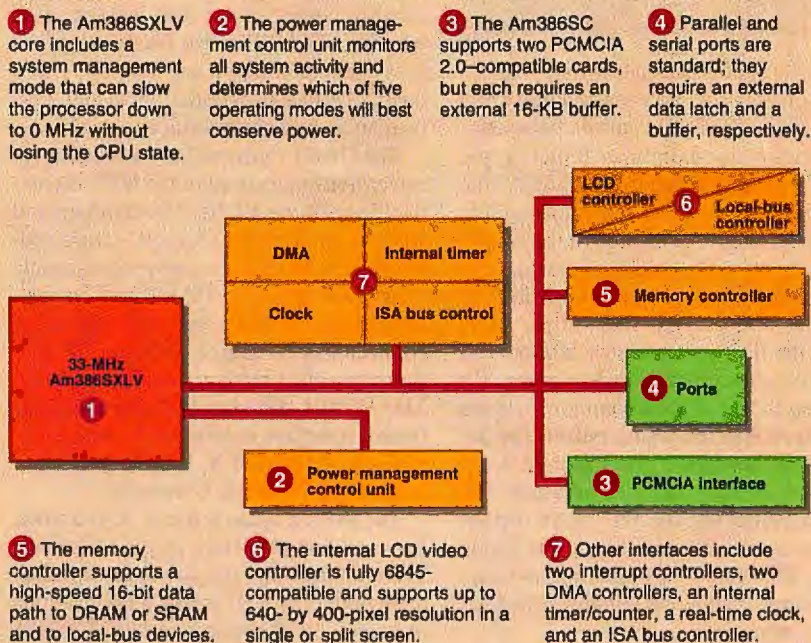 1 The Am386SXLV
core includes a
system management
mode that can slow
the processor down
to 0 MHz without
losing the CPU state.
2 The power manage-
ment control unit monitors
all system activity and
determines which of five
operating modes will best
conserve power.
3 The Am386SC
supports two PCMCIA
2.0–compatible cards,
but each requires an
external 16-KB buffer.
4 Parallel and
serial ports are
standard; they
require an external
data latch and a
buffer, respectively.
LCD
controller
6
Local-bus
controller
DMA
Internal timer
7
Clock
ISA bus control
5 Memory controller
33-MHz
Am386SXLV
1
4 Ports
2 Power management
control unit
3 PCMCIA interface
5 The memory
controller supports a
high-speed 16-bit data
path to DRAM or SRAM
and to local-bus devices.
6 The internal LCD video
controller is fully 6845-
compatible and supports up to
640- by 400-pixel resolution in a
single or split screen.
7 Other interfaces include
two interrupt controllers, two
DMA controllers, an internal
timer/counter, a real-time clock,
and an ISA bus controller.